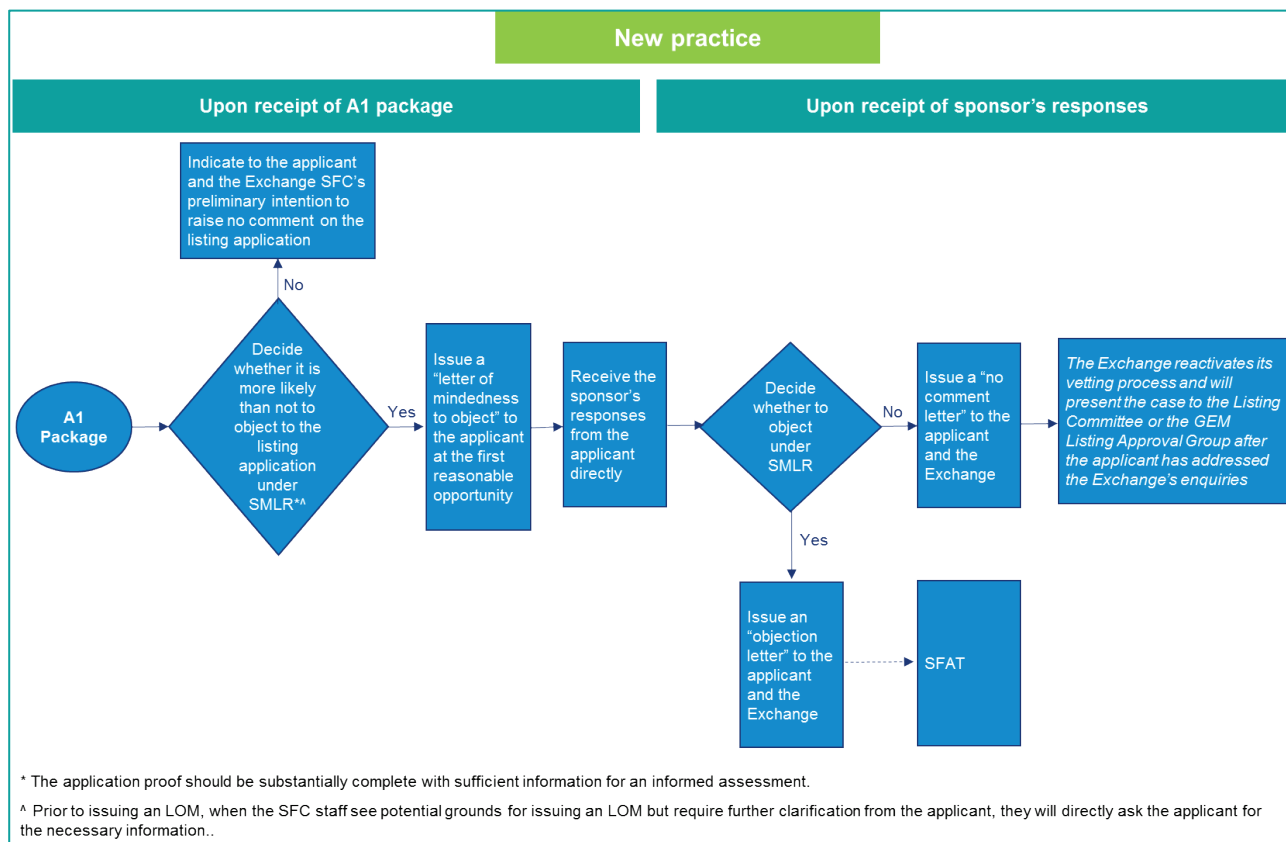 New practice
Upon receipt of A1 package
Upon receipt of sponsor’s responses
Indicate to the applicant
and the Exchange SFC’s
preliminary intention to
raise no comment on the
listing application
No
A1
Package
Decide
whether it is
more likely
than not to
object to the
listing
application
under
SMLR*^
Yes
Issue a
“letter of
mindedness
to object” to
the applicant
at the first
reasonable
opportunity
Receive the
sponsor’s
responses
from the
applicant
directly
Decide
whether to
object
under
SMLR
No
Issue a “no
comment
letter” to the
applicant
and the
Exchange
The Exchange reactivates its
vetting process and will
present the case to the Listing
Committee or the GEM
Listing Approval Group after
the applicant has addressed
the Exchange’s enquiries
Yes
Issue an
“objection
letter” to the
applicant
and the
Exchange
SFAT
* The application proof should be substantially complete with sufficient information for an informed assessment.
^ Prior to issuing an LOM, when the SFC staff see potential grounds for issuing an LOM but require further clarification from the applicant, they will directly ask the applicant for
the necessary information..